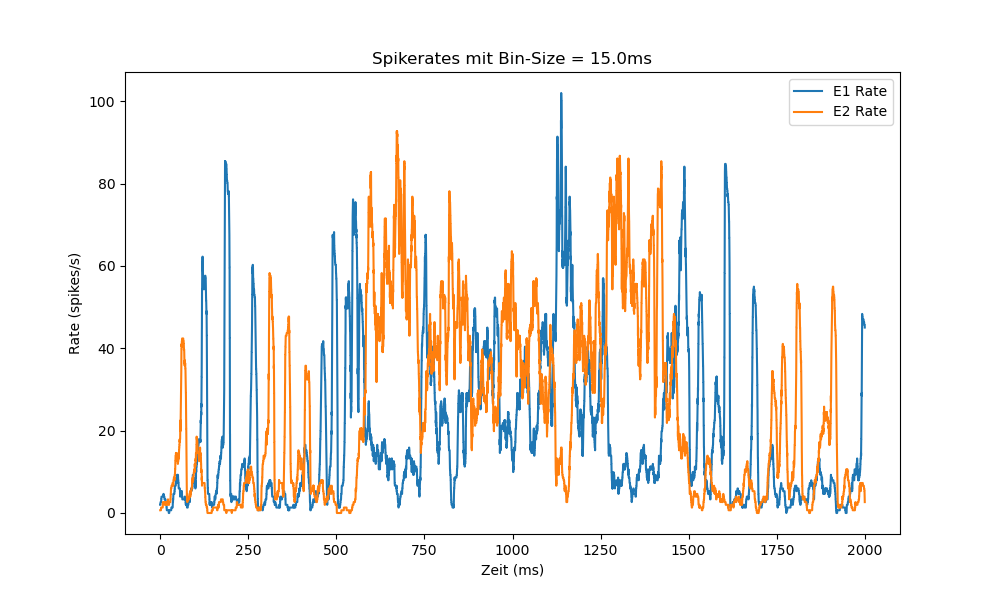 Spikerates mit Bin-Size = 15.0ms
E1 Rate
E2 Rate
Rate (spikes/s)
100
80
60
40
20
0
0 250 500 750 1000 1250 1500 1750 2000
Zeit (ms)